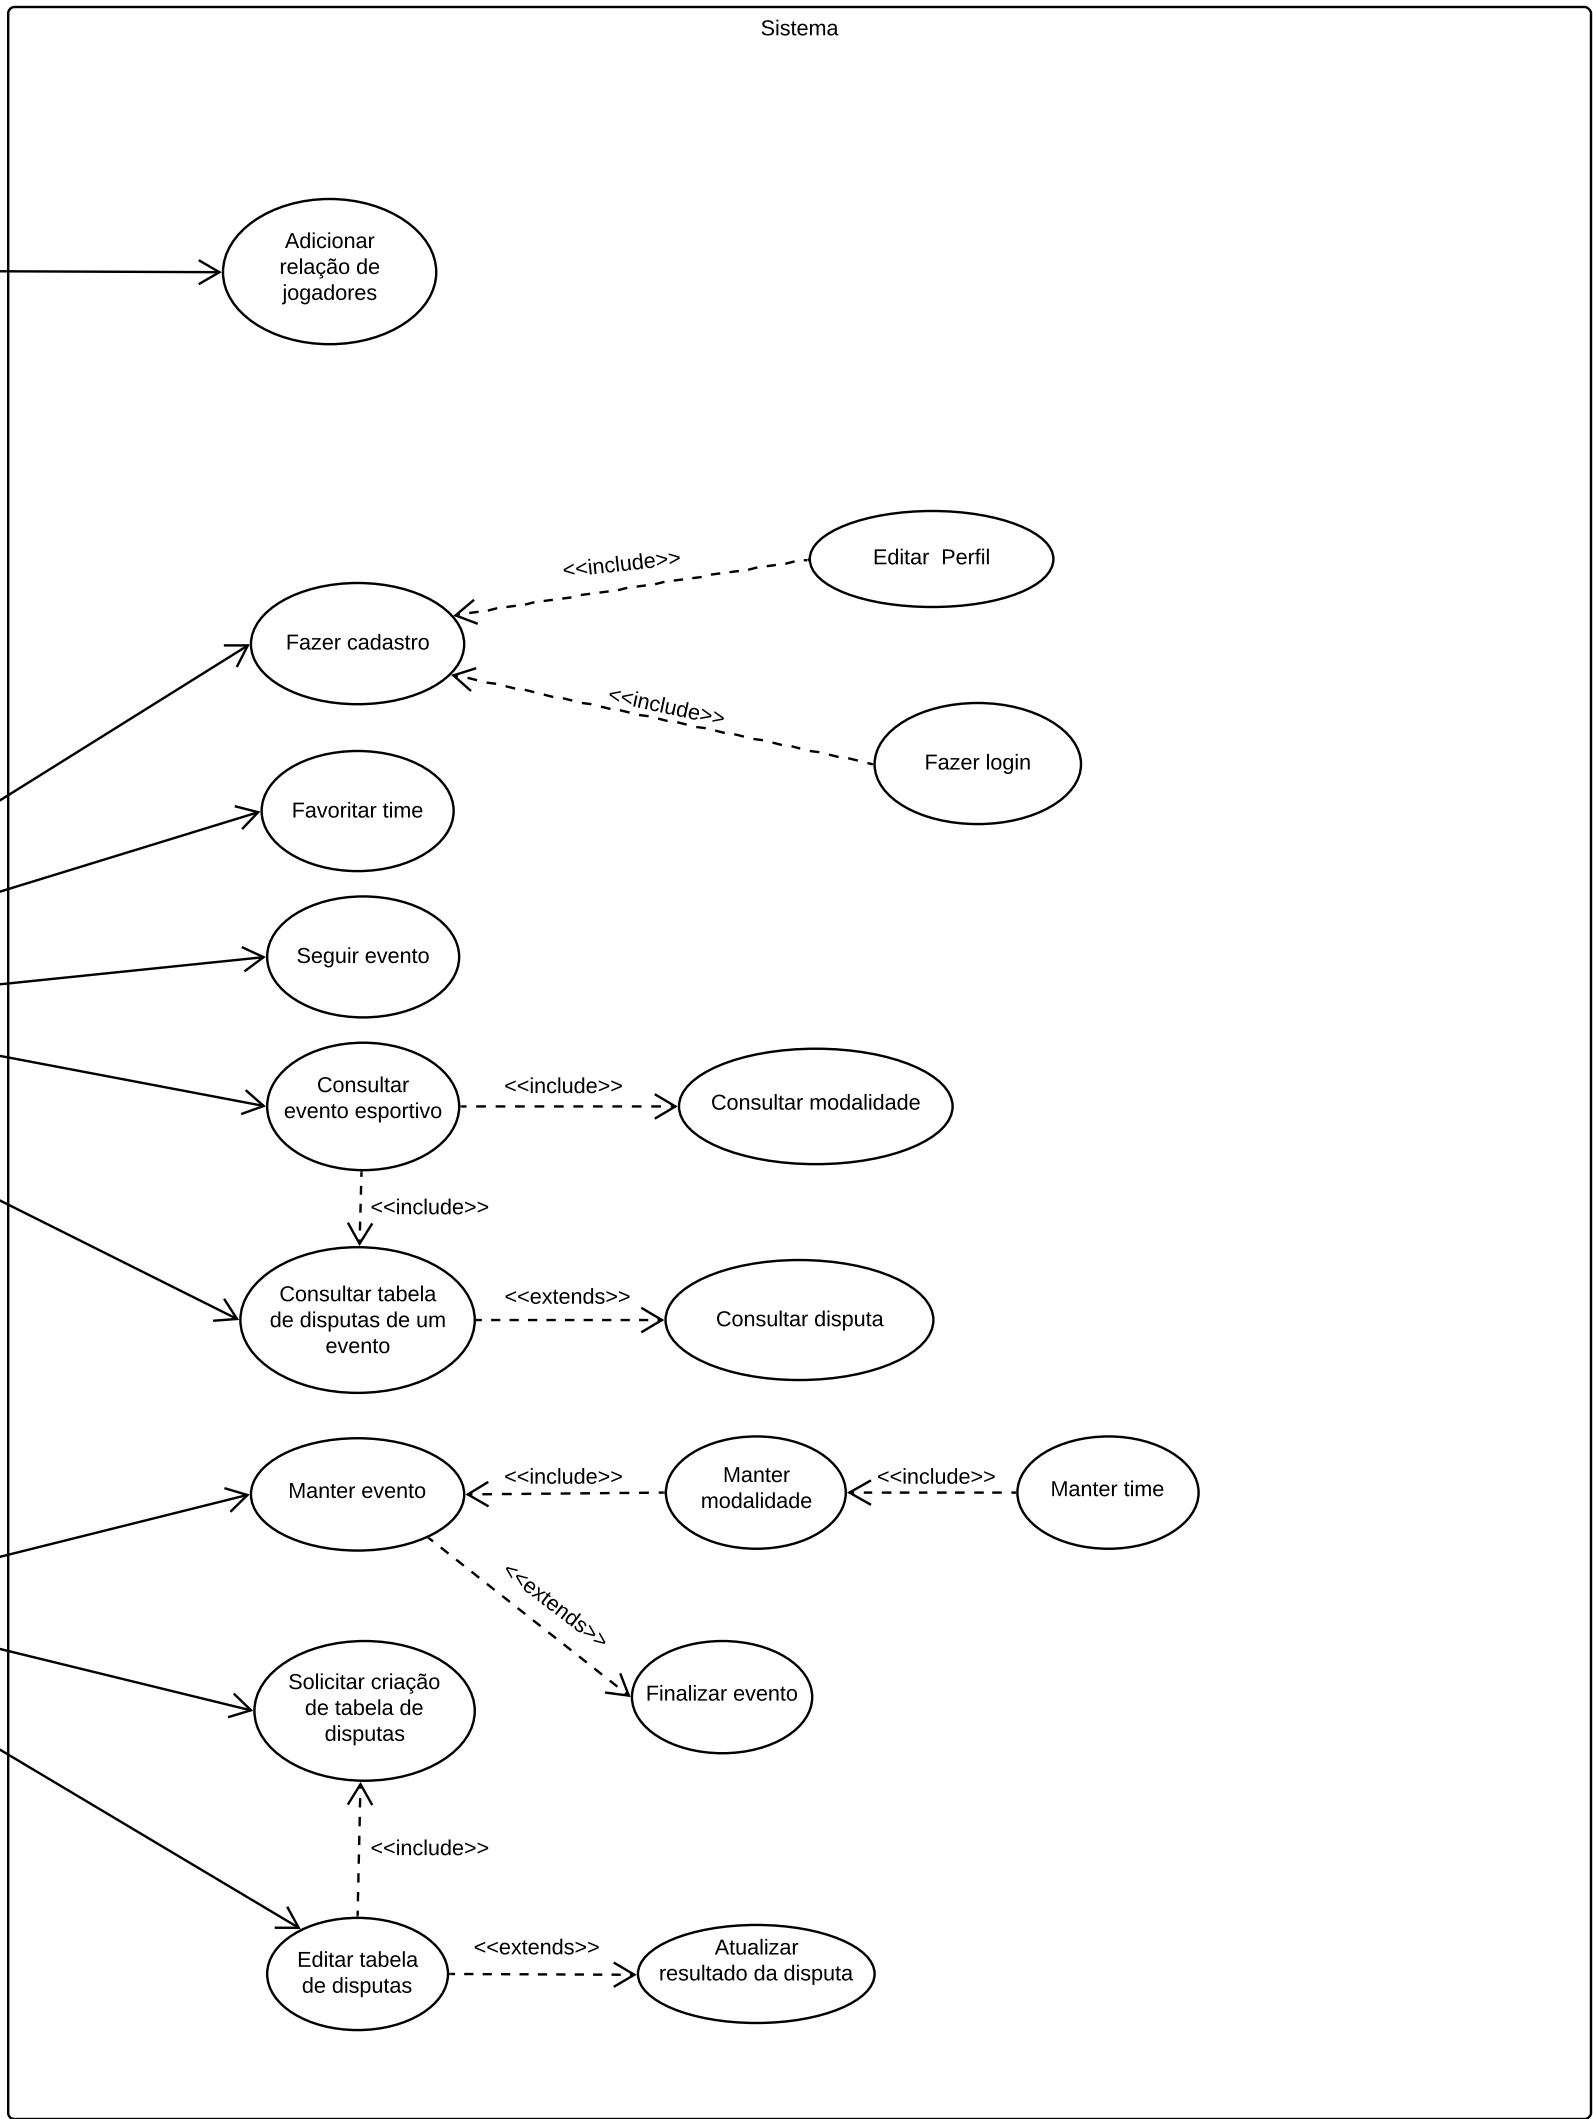 Sistema
Adicionar
relação de
jogadores
<<include>>
Editar  Perfil
Fazer cadastro
<<include>>
Fazer login
Favoritar time
Seguir evento
Consultar
evento esportivo
<<include>>
Consultar modalidade
<<include>>
Consultar tabela
de disputas de um
evento
<<extends>>
Consultar disputa
Manter evento
<<include>>
Manter
modalidade
<<include>>
Manter time
<<extends>>
Solicitar criação
de tabela de
disputas
Finalizar evento
<<include>>
Editar tabela
de disputas
<<extends>>
Atualizar
resultado da disputa